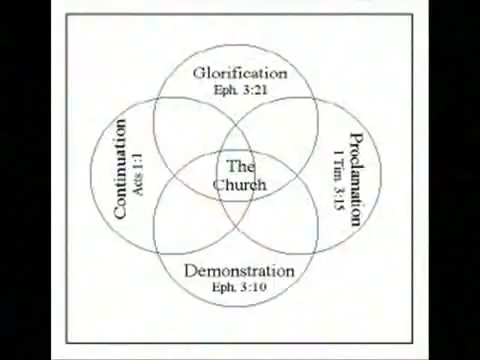 Glorification
Eph. 3:21
Continuation
Acts 1:1
The
Church
Proclamation
1 Tim. 3:15
Demonstration
Eph. 3:10